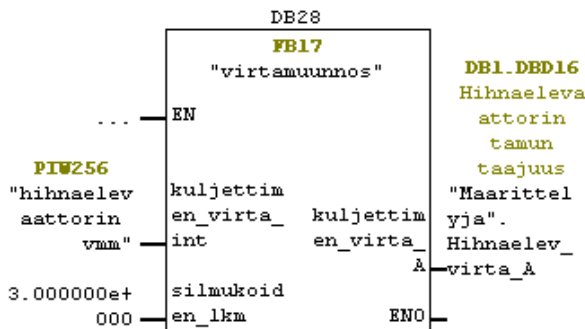 DB28
FB17
"virtamuunnos"
... EN
PIW256
"hihnaelev
aattorin
vmm"
kuljettim
en_virta_
int
3.000000e+
000
silmukoid
en_lkm
kuljettim
en_virta_
A
ENO
DB1.DBD16
Hihnaeleva
attorin
tamun
taajuus
"Maarittel
yja".
Hihnaelev_
virta_A